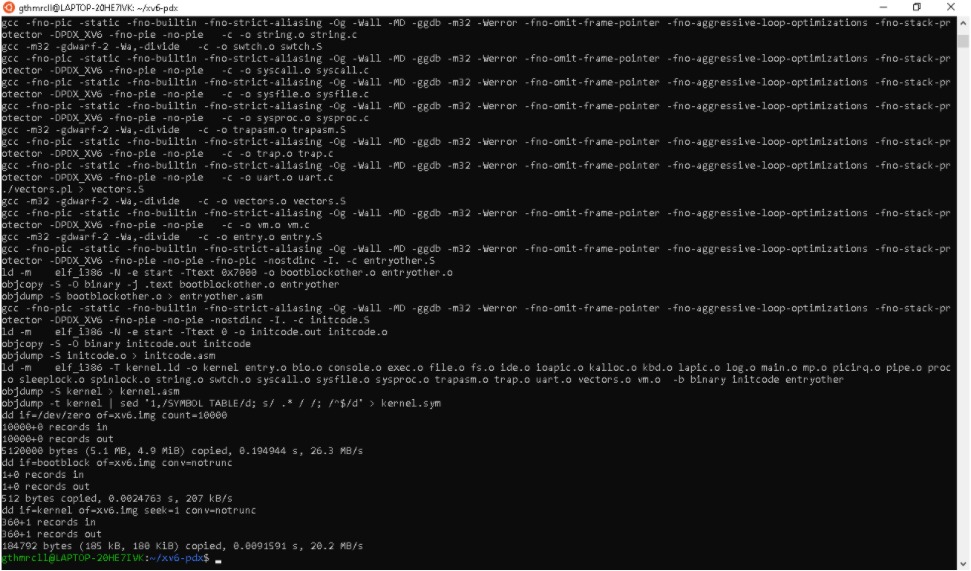 gthmrcll@LAPTOP-20HE7IVK: ~/xv6-pdx
gcc -fno-pic -static -fno-builtin -fno-strict-aliasing -Og -Wall -MD -ggdb -m32 -Werror -fno-omit-frame-pointer -fno-aggressive-loop-optimizations -fno-stack-pr
otector -DPDX_XV6 -fno-pie -no-pie   -c -o string.o string.c
gcc -m32 -gdwarf-2 -Wa,-divide   -c -o swtch.o swtch.S
gcc -fno-pic -static -fno-builtin -fno-strict-aliasing -Og -Wall -MD -ggdb -m32 -Werror -fno-omit-frame-pointer -fno-aggressive-loop-optimizations -fno-stack-pr
otector -DPDX_XV6 -fno-pie -no-pie   -c -o syscall.o syscall.c
gcc -fno-pic -static -fno-builtin -fno-strict-aliasing -Og -Wall -MD -ggdb -m32 -Werror -fno-omit-frame-pointer -fno-aggressive-loop-optimizations -fno-stack-pr
otector -DPDX_XV6 -fno-pie -no-pie   -c -o sysfile.o sysfile.c
gcc -fno-pic -static -fno-builtin -fno-strict-aliasing -Og -Wall -MD -ggdb -m32 -Werror -fno-omit-frame-pointer -fno-aggressive-loop-optimizations -fno-stack-pr
otector -DPDX_XV6 -fno-pie -no-pie   -c -o sysproc.o sysproc.c
gcc -m32 -gdwarf-2 -Wa,-divide   -c -o trapasm.o trapasm.S
gcc -fno-pic -static -fno-builtin -fno-strict-aliasing -Og -Wall -MD -ggdb -m32 -Werror -fno-omit-frame-pointer -fno-aggressive-loop-optimizations -fno-stack-pr
otector -DPDX_XV6 -fno-pie -no-pie   -c -o trap.o trap.c
gcc -fno-pic -static -fno-builtin -fno-strict-aliasing -Og -Wall -MD -ggdb -m32 -Werror -fno-omit-frame-pointer -fno-aggressive-loop-optimizations -fno-stack-pr
otector -DPDX_XV6 -fno-pie -no-pie   -c -o uart.o uart.c
./vectors.pl > vectors.S
gcc -m32 -gdwarf-2 -Wa,-divide   -c -o vectors.o vectors.S
gcc -fno-pic -static -fno-builtin -fno-strict-aliasing -Og -Wall -MD -ggdb -m32 -Werror -fno-omit-frame-pointer -fno-aggressive-loop-optimizations -fno-stack-pr
otector -DPDX_XV6 -fno-pie -no-pie   -c -o vm.o vm.c
gcc -m32 -gdwarf-2 -Wa,-divide   -c -o entry.o entry.S
gcc -fno-pic -static -fno-builtin -fno-strict-aliasing -Og -Wall -MD -ggdb -m32 -Werror -fno-omit-frame-pointer -fno-aggressive-loop-optimizations -fno-stack-pr
otector -DPDX_XV6 -fno-pie -no-pie -fno-pic -nostdinc -I. -c entryother.S
ld -m    elf_i386 -N -e start -Ttext 0x7000 -o bootblockother.o entryother.o
objcopy -S -O binary -j .text bootblockother.o entryother
objdump -S bootblockother.o > entryother.asm
gcc -fno-pic -static -fno-builtin -fno-strict-aliasing -Og -Wall -MD -ggdb -m32 -Werror -fno-omit-frame-pointer -fno-aggressive-loop-optimizations -fno-stack-pr
otector -DPDX_XV6 -fno-pie -no-pie -nostdinc -I. -c initcode.S
ld -m    elf_i386 -N -e start -Ttext 0 -o initcode.out initcode.o
objcopy -S -O binary initcode.out initcode
objdump -S initcode.o > initcode.asm
ld -m    elf_i386 -T kernel.ld -o kernel entry.o bio.o console.o exec.o file.o fs.o ide.o ioapic.o kalloc.o kbd.o lapic.o log.o main.o mp.o picirq.o pipe.o proc
.o sleeplock.o spinlock.o string.o swtch.o syscall.o sysfile.o sysproc.o trapasm.o trap.o uart.o vectors.o vm.o  -b binary initcode entryother
objdump -S kernel > kernel.asm
objdump -t kernel | sed '1,/SYMBOL TABLE/d; s/ .* / /; /^$/d' > kernel.sym
dd if=/dev/zero of=xv6.img count=10000
10000+0 records in
10000+0 records out
5120000 bytes (5.1 MB, 4.9 MiB) copied, 0.194944 s, 26.3 MB/s
dd if=bootblock of=xv6.img conv=notrunc
1+0 records in
1+0 records out
512 bytes copied, 0.0024763 s, 207 kB/s
dd if=kernel of=xv6.img seek=1 conv=notrunc
360+1 records in
360+1 records out
184792 bytes (185 kB, 180 KiB) copied, 0.0091591 s, 20.2 MB/s
gthmrcll@LAPTOP-20HE7IVK:~/xv6-pdx$